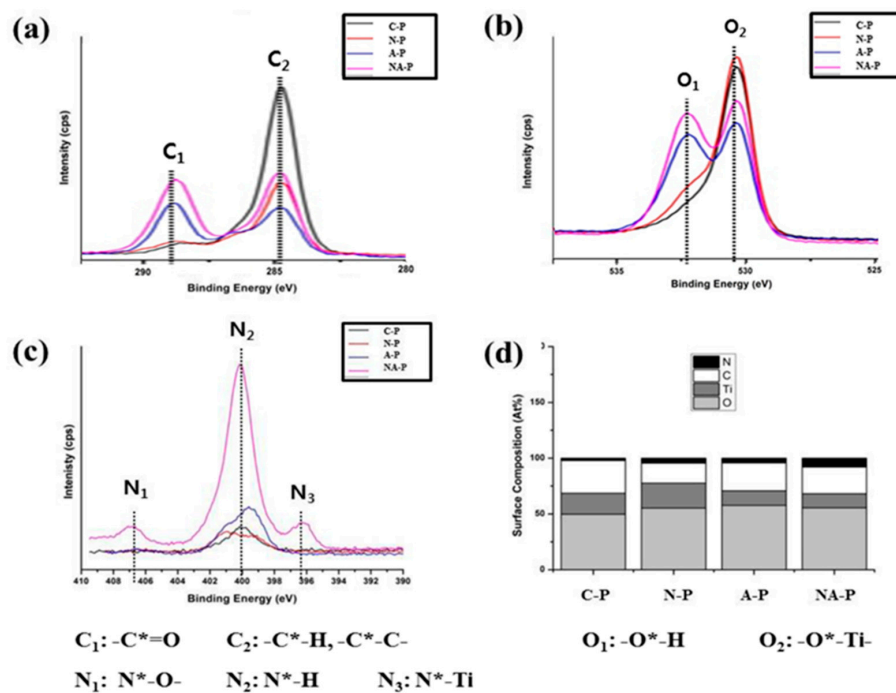 (a)
C-P
N-P
A-P
NA-P
C₁
C₂
Intensity (cps)
290 285 280
Binding Energy (eV)
(b)
C-P
N-P
A-P
NA-P
O₁
O₂
Intensity (cps)
535 530 525
Binding Energy (eV)
(c)
C-P
N-P
A-P
NA-P
N₁
N₂
N₃
Intenisty (cps)
410 408 406 404 402 400 398 396 394 392 390
Binding Energy (eV)
(d)
N
C
Ti
O
Surface Composition (At%)
100
50
0
C-P N-P A-P NA-P
C₁: -C*=O C₂: -C*-H, -C*-C- O₁: -O*-H O₂: -O*-Ti-
N₁: N*-O- N₂: N*-H N₃: N*-Ti